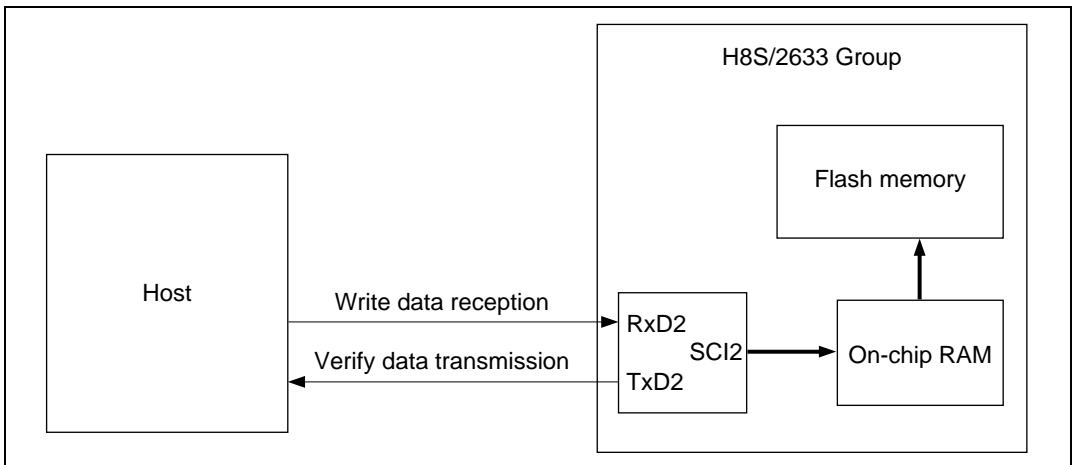 H8S/2633 Group
Flash memory
Host
Write data reception
RxD2
SCI2
On-chip RAM
Verify data transmission
TxD2